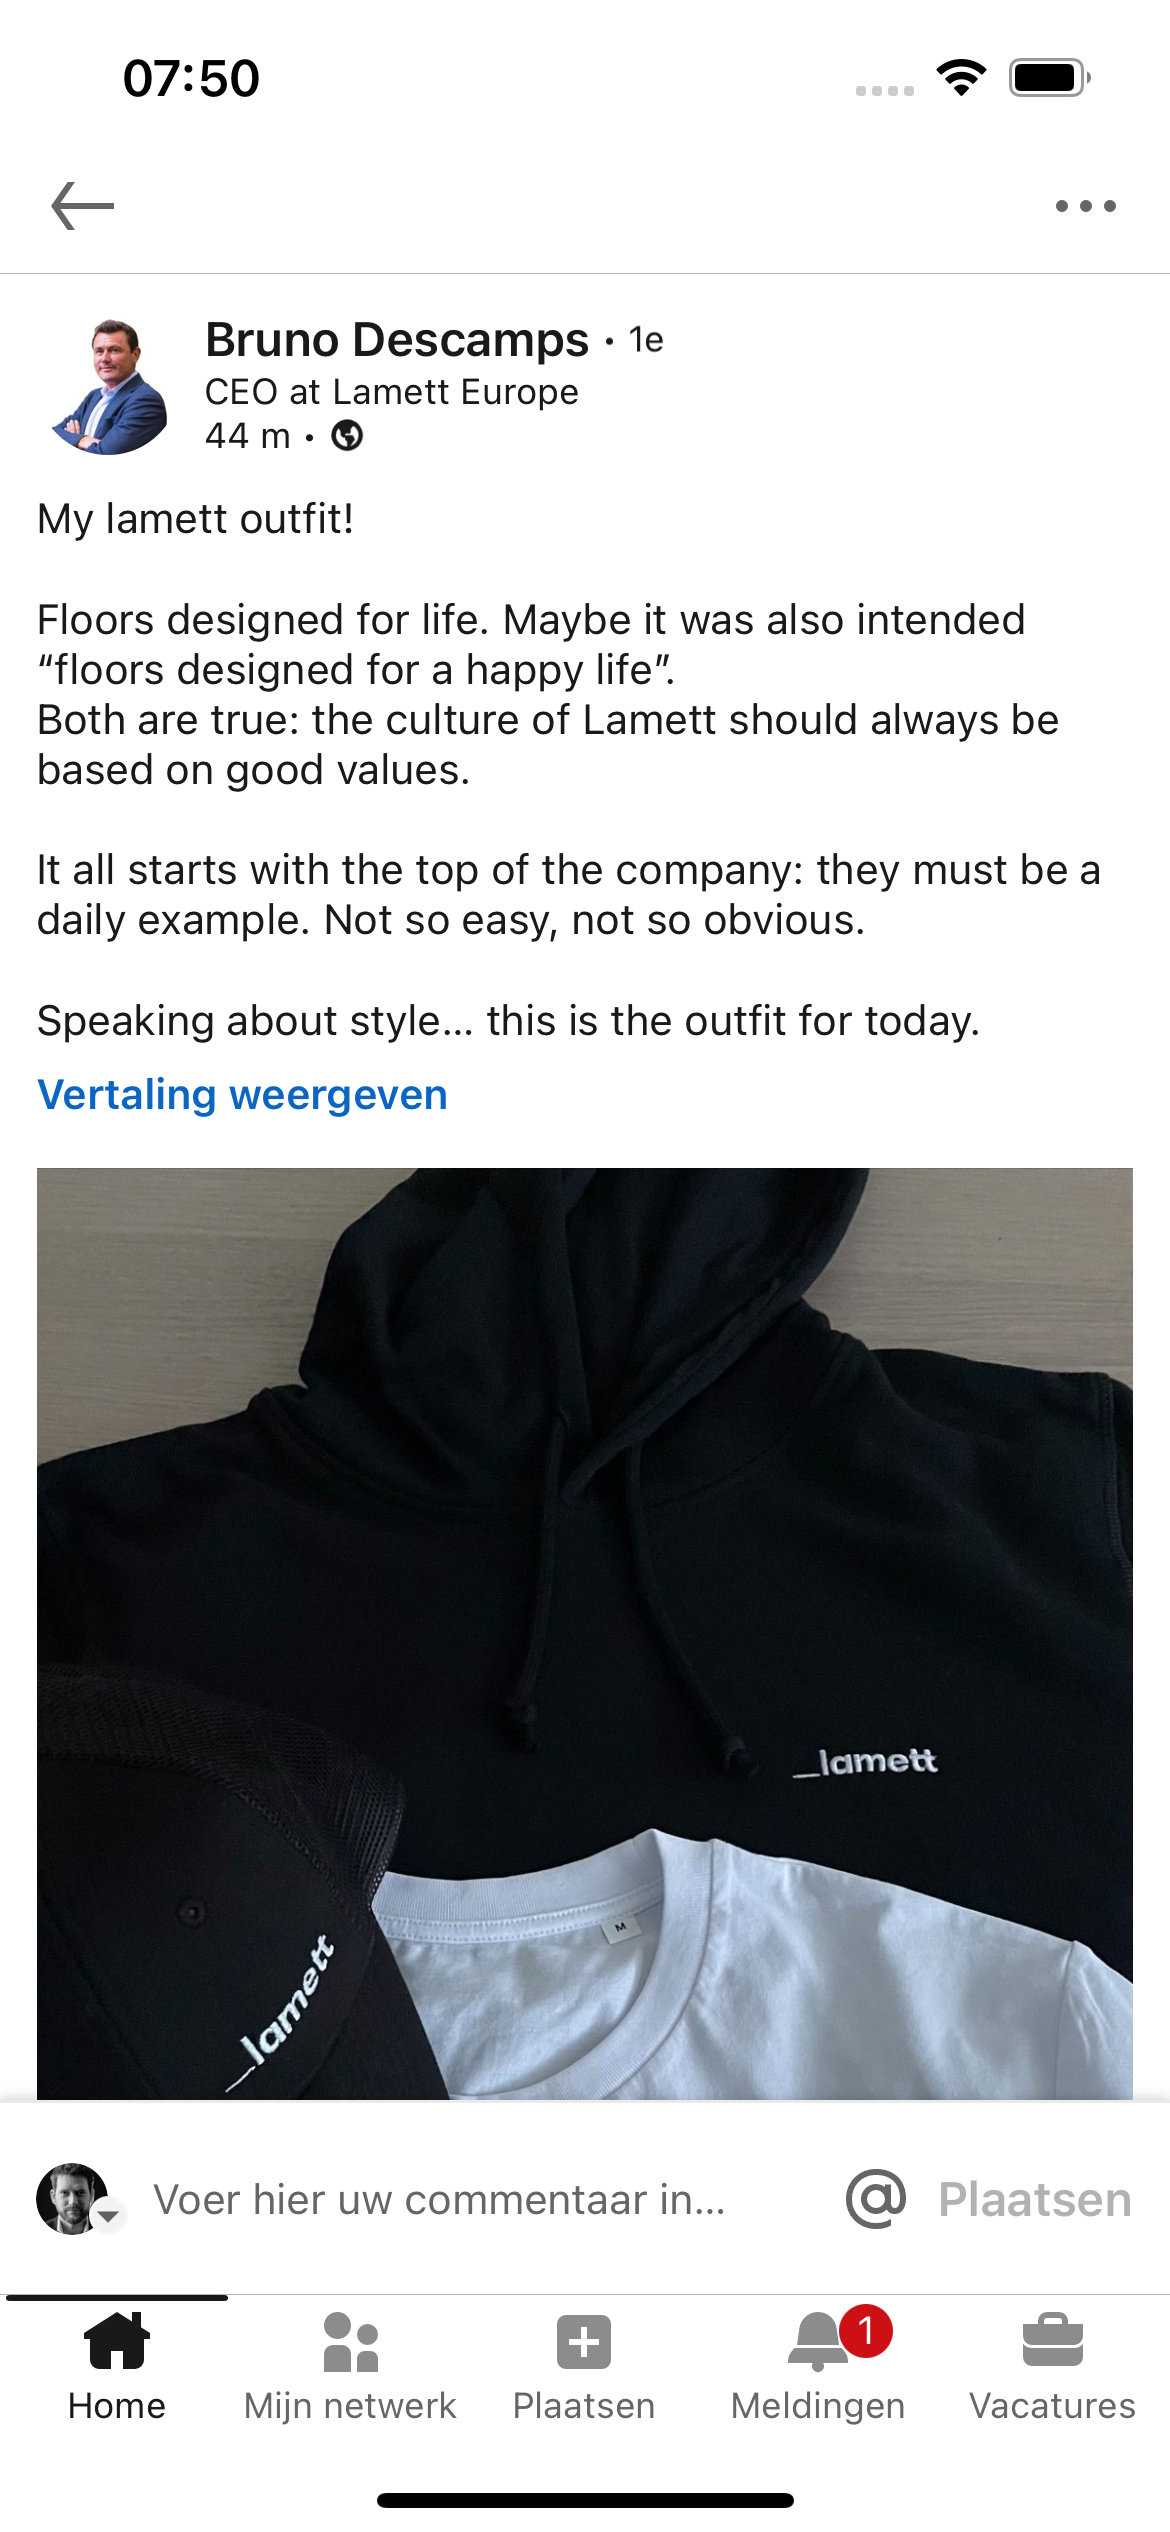 07:50
Bruno Descamps • 1e
CEO at Lamett Europe
44 m •
My lamett outfit!
Floors designed for life. Maybe it was also intended
“floors designed for a happy life”.
Both are true: the culture of Lamett should always be
based on good values.
It all starts with the top of the company: they must be a
daily example. Not so easy, not so obvious.
Speaking about style... this is the outfit for today.
Vertaling weergeven
_lamett
M
_lamett
Voer hier uw commentaar in...
@ Plaatsen
1
Home
Mijn netwerk
Plaatsen
Meldingen
Vacatures